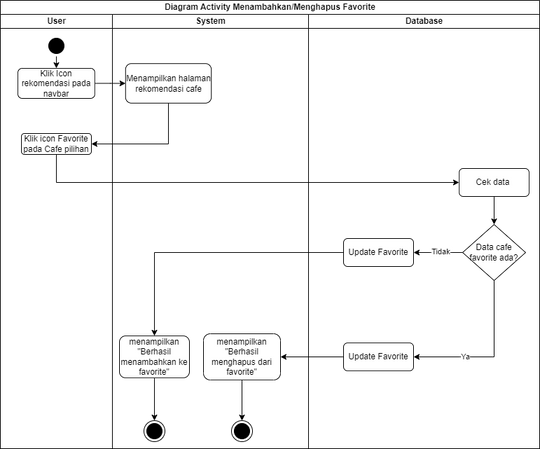 Diagram Activity Menambahkan/Menghapus Favorite
User
System
Database
Klik Icon
rekomendasi pada
navbar
Menampilkan halaman
rekomendasi cafe
Klik icon Favorite
pada Cafe pilihan
Cek data
Data cafe
favorite ada?
Tidak
Update Favorite
menampilkan
"Berhasil
menambahkan ke
favorite"
menampilkan
"Berhasil
menghapus dari
favorite"
Update Favorite
Ya